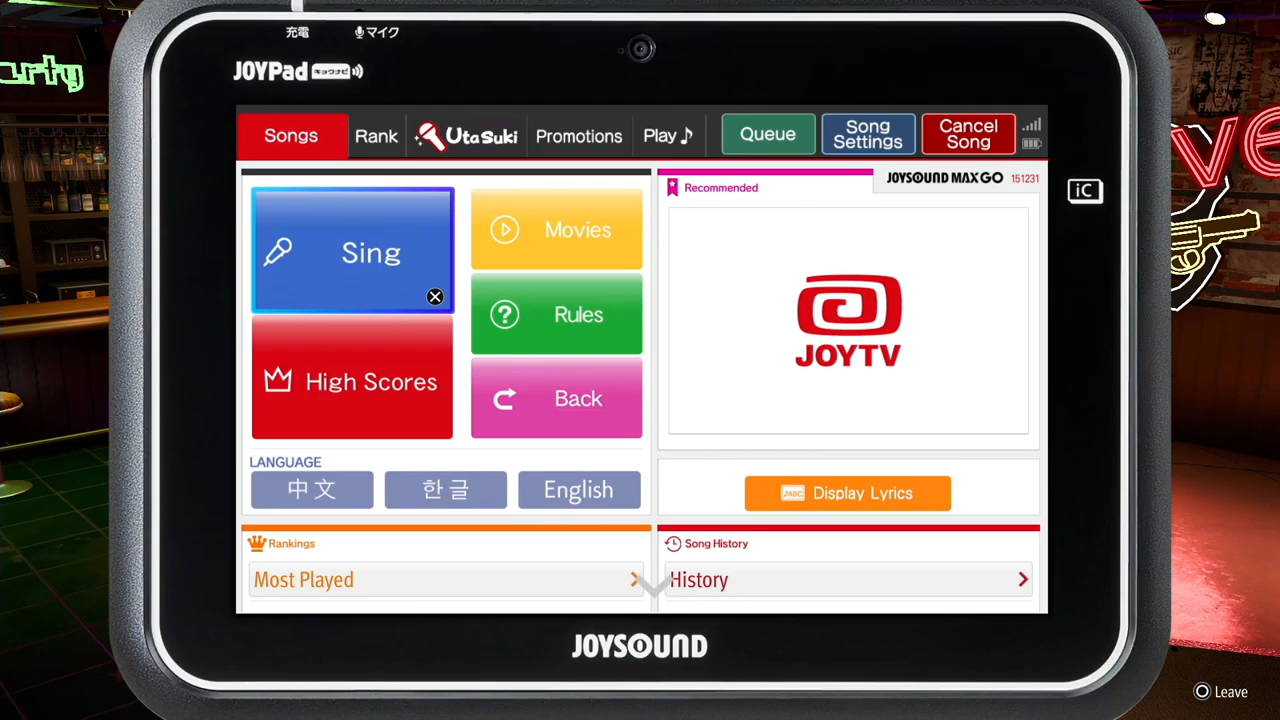 充電
マイク
JOYPad キョクナビ
Songs
Rank
UtaSuki
Promotions
Play♪
Queue
Song
Settings
Cancel
Song
Sing
Movies
Rules
High Scores
Back
LANGUAGE
中文
한글
English
Rankings
Most Played
Recommended
JOYSOUND MAX GO 151231
JOYTV
Display Lyrics
Song History
History
iC
JOYSOUND
Leave